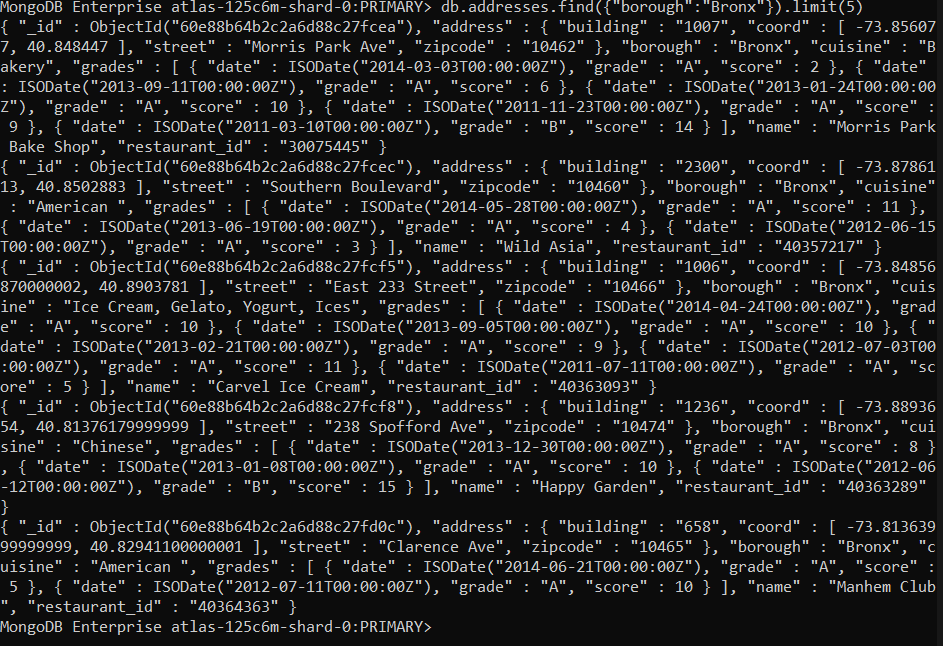 MongoDB Enterprise atlas-125c6m-shard-0:PRIMARY> db.addresses.find({"borough":"Bronx"}).limit(5)
{ "_id" : ObjectId("60e88b64b2c2a6d88c27fcea"), "address" : { "building" : "1007", "coord" : [ -73.85607
7, 40.848447 ], "street" : "Morris Park Ave", "zipcode" : "10462" }, "borough" : "Bronx", "cuisine" : "B
akery", "grades" : [ { "date" : ISODate("2014-03-03T00:00:00Z"), "grade" : "A", "score" : 2 }, { "date"
: ISODate("2013-09-11T00:00:00Z"), "grade" : "A", "score" : 6 }, { "date" : ISODate("2013-01-24T00:00:00
Z"), "grade" : "A", "score" : 10 }, { "date" : ISODate("2011-11-23T00:00:00Z"), "grade" : "A", "score" :
 9 }, { "date" : ISODate("2011-03-10T00:00:00Z"), "grade" : "B", "score" : 14 } ], "name" : "Morris Park
 Bake Shop", "restaurant_id" : "30075445" }
{ "_id" : ObjectId("60e88b64b2c2a6d88c27fcec"), "address" : { "building" : "2300", "coord" : [ -73.87861
13, 40.8502883 ], "street" : "Southern Boulevard", "zipcode" : "10460" }, "borough" : "Bronx", "cuisine"
: "American ", "grades" : [ { "date" : ISODate("2014-05-28T00:00:00Z"), "grade" : "A", "score" : 11 },
{ "date" : ISODate("2013-06-19T00:00:00Z"), "grade" : "A", "score" : 4 }, { "date" : ISODate("2012-06-15
T00:00:00Z"), "grade" : "A", "score" : 3 } ], "name" : "Wild Asia", "restaurant_id" : "40357217" }
{ "_id" : ObjectId("60e88b64b2c2a6d88c27fcf5"), "address" : { "building" : "1006", "coord" : [ -73.84856
870000002, 40.8903781 ], "street" : "East 233 Street", "zipcode" : "10466" }, "borough" : "Bronx", "cuis
ine" : "Ice Cream, Gelato, Yogurt, Ices", "grades" : [ { "date" : ISODate("2014-04-24T00:00:00Z"), "grad
e" : "A", "score" : 10 }, { "date" : ISODate("2013-09-05T00:00:00Z"), "grade" : "A", "score" : 10 }, { "
date" : ISODate("2013-02-21T00:00:00Z"), "grade" : "A", "score" : 9 }, { "date" : ISODate("2012-07-03T00
:00:00Z"), "grade" : "A", "score" : 11 }, { "date" : ISODate("2011-07-11T00:00:00Z"), "grade" : "A", "sc
ore" : 5 } ], "name" : "Carvel Ice Cream", "restaurant_id" : "40363093" }
{ "_id" : ObjectId("60e88b64b2c2a6d88c27fcf8"), "address" : { "building" : "1236", "coord" : [ -73.88936
54, 40.81376179999999 ], "street" : "238 Spofford Ave", "zipcode" : "10474" }, "borough" : "Bronx", "cui
sine" : "Chinese", "grades" : [ { "date" : ISODate("2013-12-30T00:00:00Z"), "grade" : "A", "score" : 8 }
, { "date" : ISODate("2013-01-08T00:00:00Z"), "grade" : "A", "score" : 10 }, { "date" : ISODate("2012-06
-12T00:00:00Z"), "grade" : "B", "score" : 15 } ], "name" : "Happy Garden", "restaurant_id" : "40363289"
}
{ "_id" : ObjectId("60e88b64b2c2a6d88c27fd0c"), "address" : { "building" : "658", "coord" : [ -73.813639
99999999, 40.82941100000001 ], "street" : "Clarence Ave", "zipcode" : "10465" }, "borough" : "Bronx", "c
uisine" : "American ", "grades" : [ { "date" : ISODate("2014-06-21T00:00:00Z"), "grade" : "A", "score" :
 5 }, { "date" : ISODate("2012-07-11T00:00:00Z"), "grade" : "A", "score" : 10 } ], "name" : "Manhem Club
", "restaurant_id" : "40364363" }
MongoDB Enterprise atlas-125c6m-shard-0:PRIMARY>